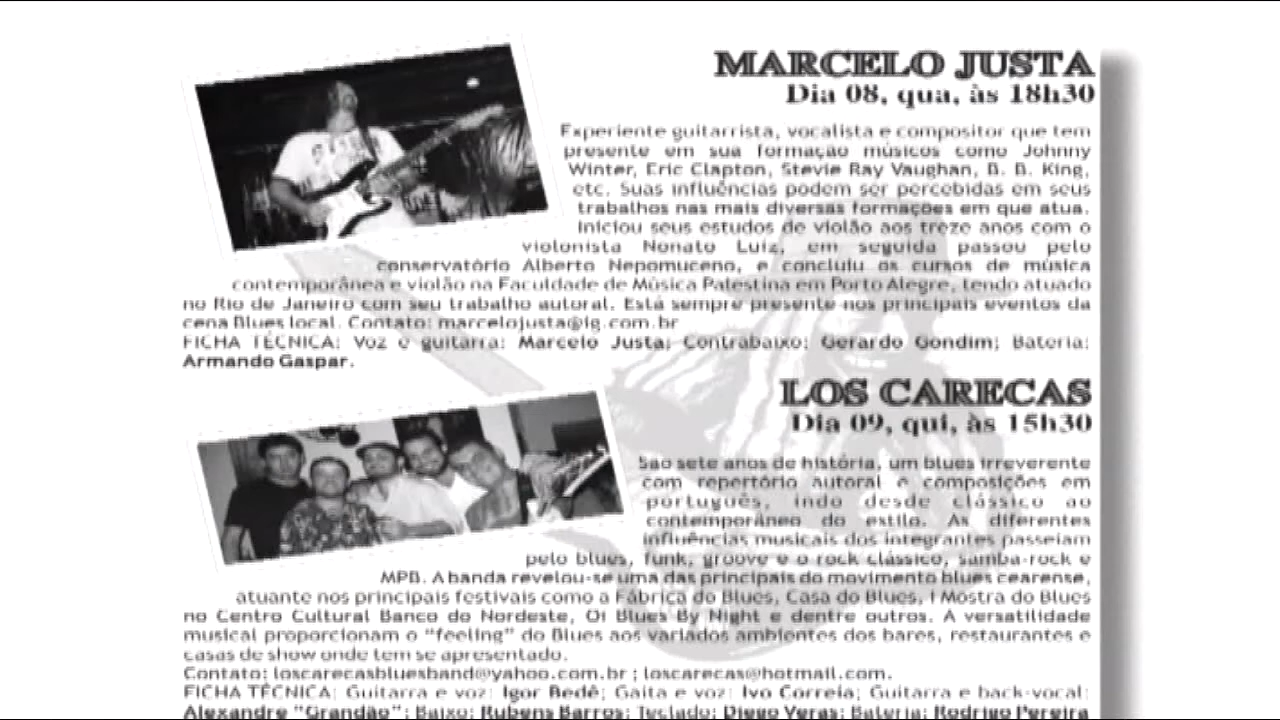 MARCELO JUSTA
Dia 08, qua, às 18h30
Experiente guitarrista, vocalista e compositor que tem
presente em sua formação músicos como Johnny
Winter, Eric Clapton, Stevie Ray Vaughan, B. B. King,
etc. Suas influências podem ser percebidas em seus
trabalhos nas mais diversas formações em que atua.
Iniciou seus estudos de violão aos treze anos com o
violonista Nonato Luiz, em seguida passou pelo
conservatório Alberto Nepomuceno, e concluiu os cursos de música
contemporânea e violão na Faculdade de Música Palestina em Porto Alegre, tendo atuado
no Rio de Janeiro com seu trabalho autoral. Está sempre presente nos principais eventos da
cena Blues local. Contato: marcelojusta@ig.com.br
FICHA TÉCNICA: Voz e guitarra: Marcelo Justa; Contrabaixo: Gerardo Gondim; Bateria:
Armando Gaspar.
LOS CARECAS
Dia 09, qui, às 15h30
São sete anos de história, um blues irreverente
com repertório autoral e composições em
português, indo desde clássico ao
contemporâneo do estilo. As diferentes
influências musicais dos integrantes passeiam
pelo blues, funk, groove e o rock clássico, samba-rock e
MPB. A banda revelou-se uma das principais do movimento blues cearense,
atuante nos principais festivais como a Fábrica do Blues, Casa do Blues, I Mostra do Blues
no Centro Cultural Banco do Nordeste, Oi Blues By Night e dentre outros. A versatilidade
musical proporcionam o "feeling" do Blues aos variados ambientes dos bares, restaurantes e
casas de show onde tem se apresentado.
Contato: loscarecasbluesband@yahoo.com.br ; loscarecas@hotmail.com.
FICHA TÉCNICA: Guitarra e voz: Igor Bedê; Gaita e voz: Ivo Correia; Guitarra e back-vocal:
Alexandre "Grandão"; Baixo: Rubens Barros; Teclado: Diego Veras; Bateria: Rodrigo Pereira